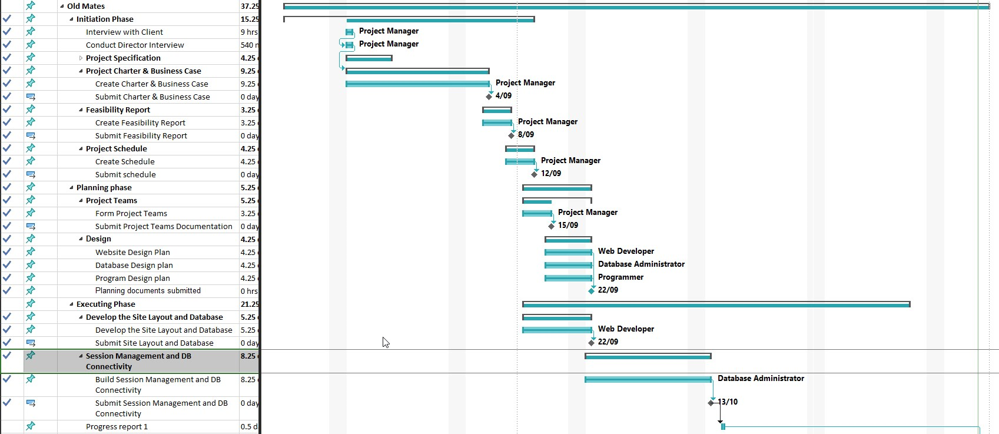 Old Mates 37.25
Initiation Phase 15.25
Interview with Client 9 hrs Project Manager
Conduct Director Interview 540 Project Manager
Project Specification 4.25
Project Charter & Business Case 9.25
Create Charter & Business Case 9.25 Project Manager
Submit Charter & Business Case 0 day 4/09
Feasibility Report 3.25
Create Feasibility Report 3.25 Project Manager
Submit Feasibility Report 0 day 8/09
Project Schedule 4.25
Create Schedule 4.25 Project Manager
Submit schedule 0 day 12/09
Planning phase 5.25
Project Teams 5.25
Form Project Teams 3.25 Project Manager
Submit Project Teams Documentation 0 day 15/09
Design 4.25
Website Design Plan 4.25 Web Developer
Database Design plan 4.25 Database Administrator
Program Design plan 4.25 Programmer
Planning documents submitted 0 hrs 22/09
Executing Phase 21.25
Develop the Site Layout and Database 5.25
Develop the Site Layout and Database 5.25 Web Developer
Submit Site Layout and Database 0 day 22/09
Session Management and DB 8.25
Connectivity
Build Session Management and DB 8.25 Database Administrator
Connectivity
Submit Session Management and DB 0 day 13/10
Connectivity
Progress report 1 0.5 d